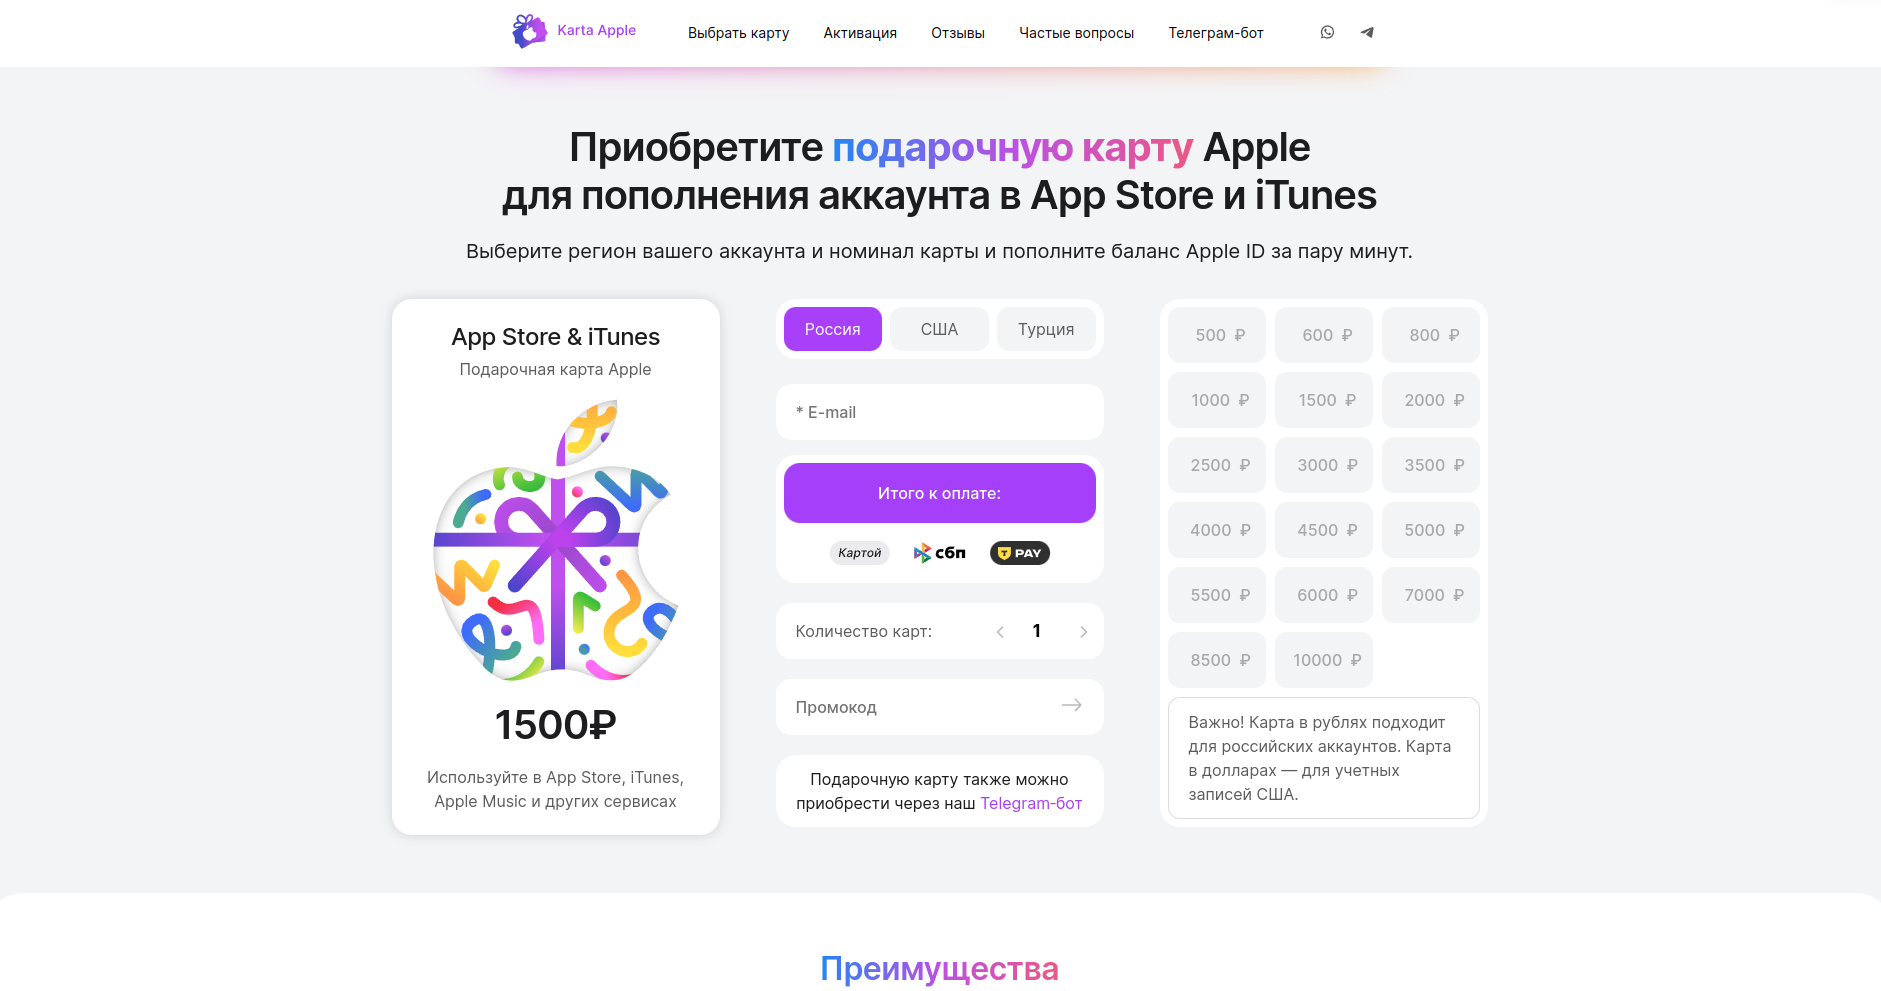 Karta Apple
Выбрать карту
Активация
Отзывы
Частые вопросы
Телеграм-бот
Приобретите подарочную карту Apple
для пополнения аккаунта в App Store и iTunes
Выберите регион вашего аккаунта и номинал карты и пополните баланс Apple ID за пару минут.
App Store & iTunes
Подарочная карта Apple
1500₽
Используйте в App Store, iTunes,
Apple Music и других сервисах
Россия
США
Турция
* E-mail
Итого к оплате:
Картой
сбп
T PAY
Количество карт:
1
Промокод
Подарочную карту также можно
приобрести через наш Telegram-бот
500 ₽
600 ₽
800 ₽
1000 ₽
1500 ₽
2000 ₽
2500 ₽
3000 ₽
3500 ₽
4000 ₽
4500 ₽
5000 ₽
5500 ₽
6000 ₽
7000 ₽
8500 ₽
10000 ₽
Важно! Карта в рублях подходит
для российских аккаунтов. Карта
в долларах — для учетных
записей США.
Преимущества